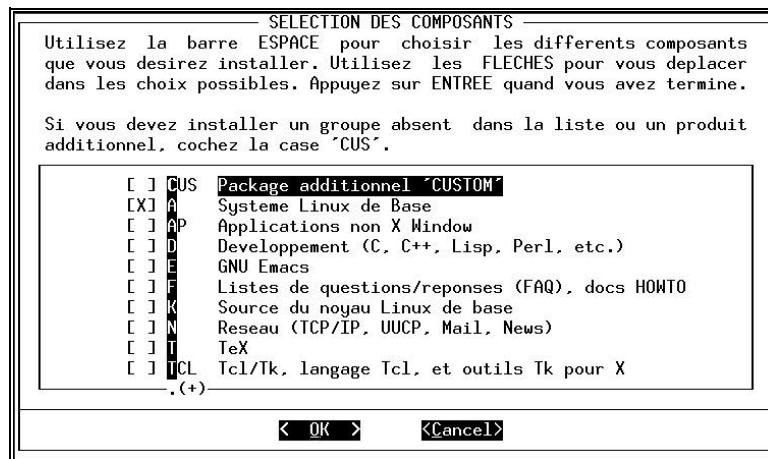 SELECTION DES COMPOSANTS
Utilisez la barre ESPACE pour choisir les differents composants
que vous desirez installer. Utilisez les FLECHES pour vous deplacer
dans les choix possibles. Appuyez sur ENTREE quand vous avez termine.
Si vous devez installer un groupe absent dans la liste ou un produit
additionnel, cochez la case ´CUS´.
[ ] CUS Package additionnel ´CUSTOM´
[X] A Systeme Linux de Base
[ ] AP Applications non X Window
[ ] D Developpement (C, C++, Lisp, Perl, etc.)
[ ] E GNU Emacs
[ ] F Listes de questions/reponses (FAQ), docs HOWTO
[ ] K Source du noyau Linux de base
[ ] N Reseau (TCP/IP, UUCP, Mail, News)
[ ] T TeX
[ ] TCL Tcl/Tk, langage Tcl, et outils Tk pour X
.(+)
< OK > <Cancel>